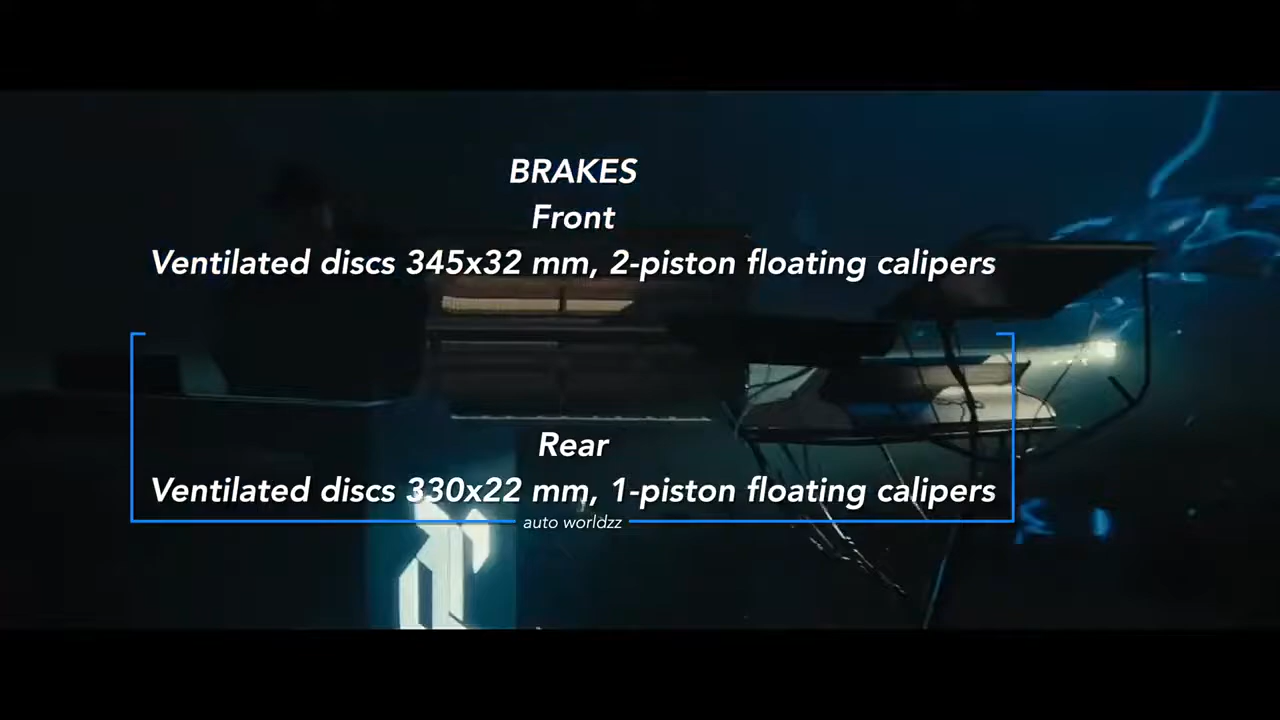 BRAKES
Front
Ventilated discs 345x32 mm, 2-piston floating calipers
Rear
Ventilated discs 330x22 mm, 1-piston floating calipers
auto worldzz